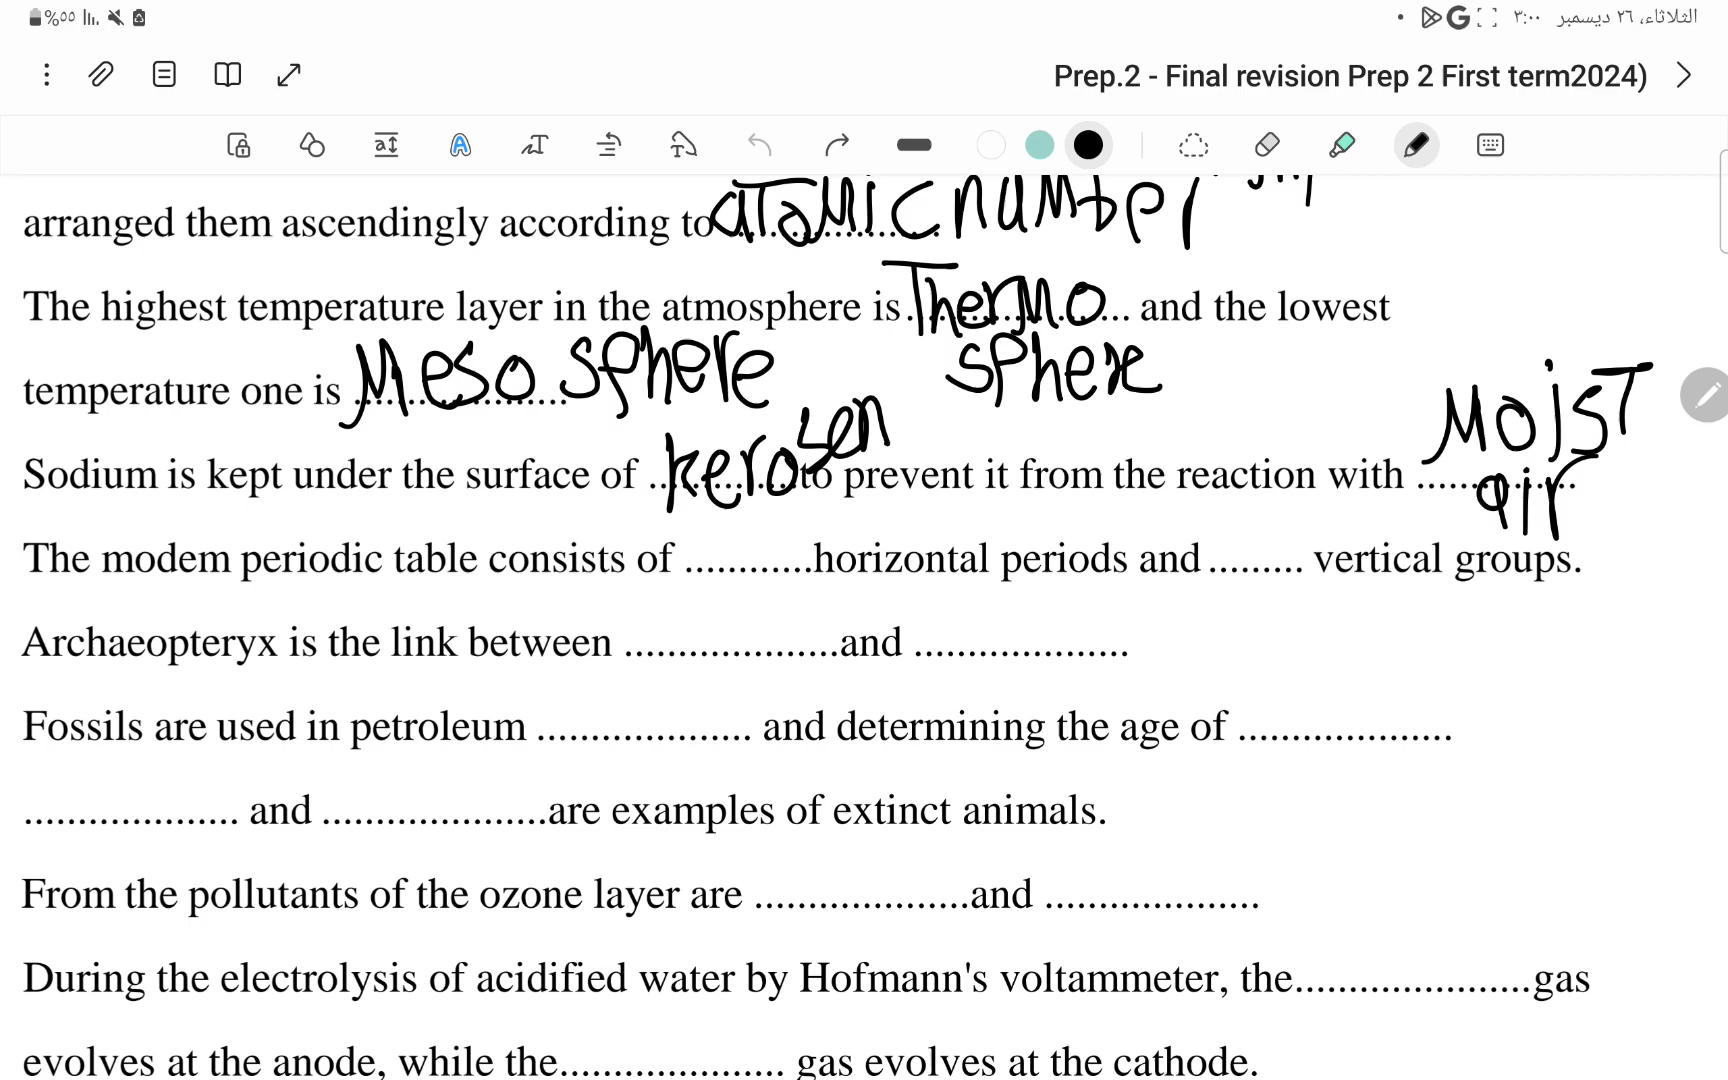 %٥٥ الثلاثاء، ٢٦ ديسمبر ٣:٠٠
Prep.2 - Final revision Prep 2 First term2024)
arranged them ascendingly according to atomic number
The highest temperature layer in the atmosphere is Thermo sphere and the lowest
temperature one is Meso sphere
Sodium is kept under the surface of kerosen to prevent it from the reaction with Moist air
The modem periodic table consists of ............horizontal periods and ......... vertical groups.
Archaeopteryx is the link between ....................and ....................
Fossils are used in petroleum .................... and determining the age of ....................
.................... and .....................are examples of extinct animals.
From the pollutants of the ozone layer are ....................and ....................
During the electrolysis of acidified water by Hofmann's voltammeter, the......................gas
evolves at the anode, while the..................... gas evolves at the cathode.